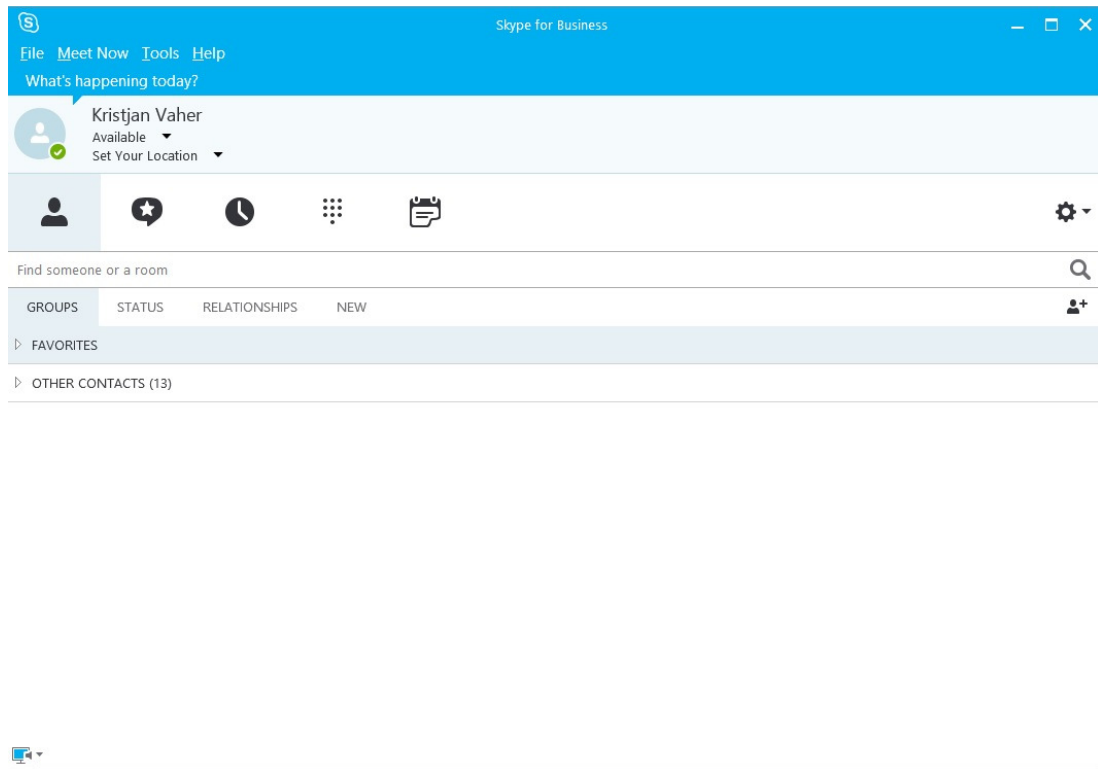 Skype for Business
File Meet Now Tools Help
What's happening today?
Kristjan Vaher
Available
Set Your Location
Find someone or a room
GROUPS STATUS RELATIONSHIPS NEW
FAVORITES
OTHER CONTACTS (13)